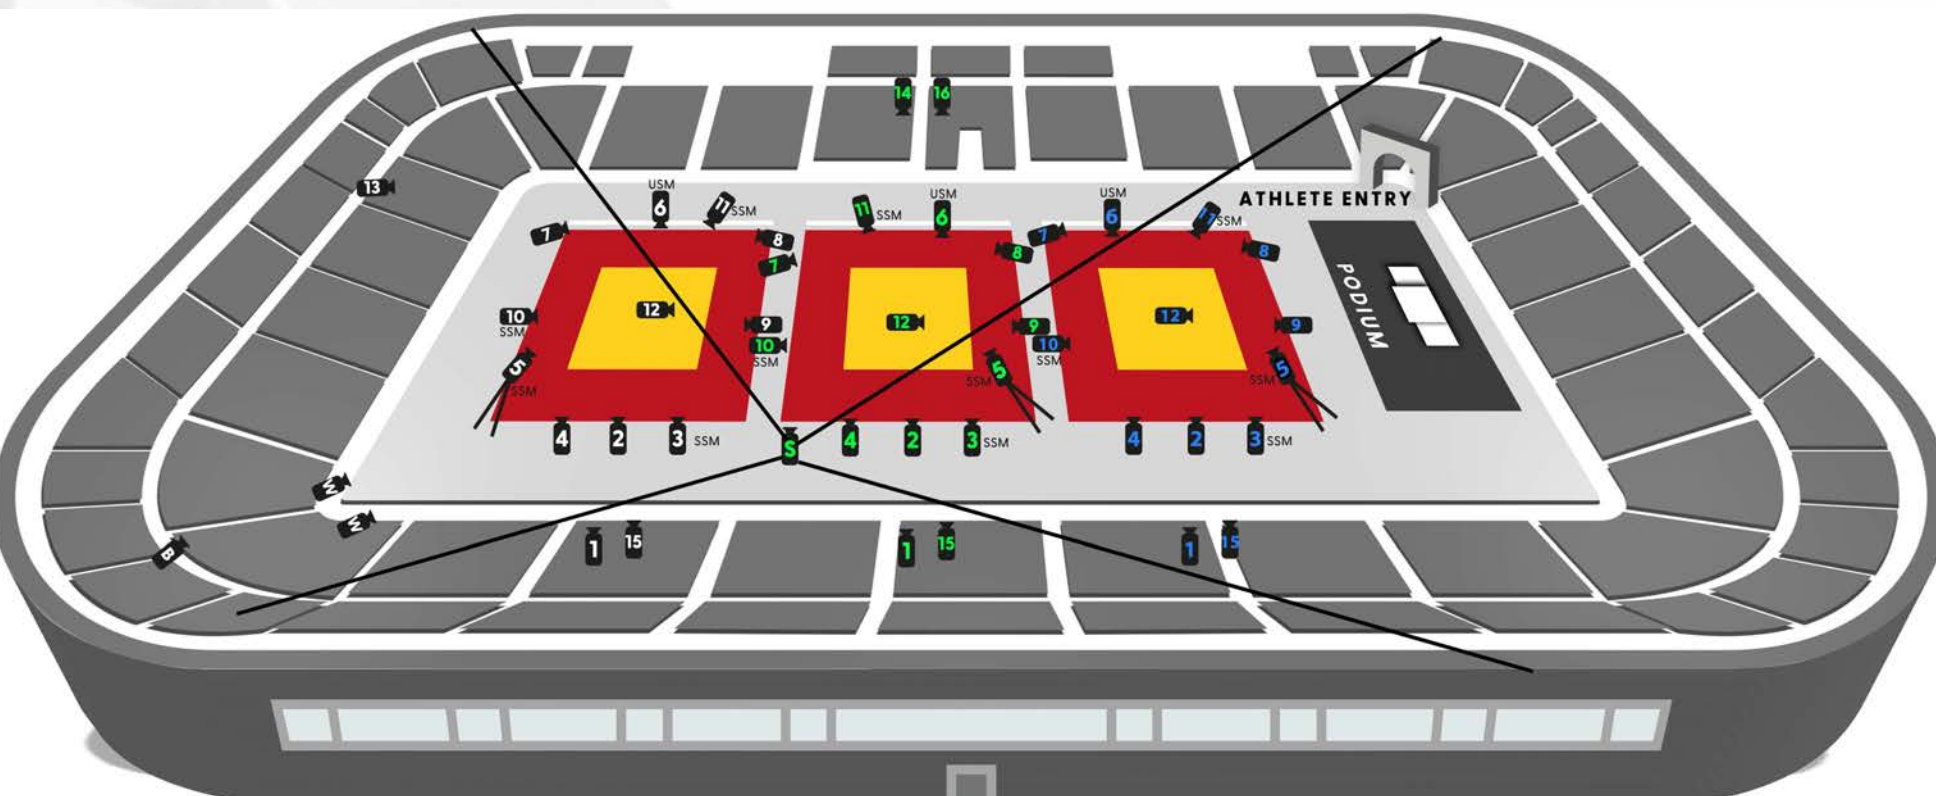 14 16
13
ATHLETE ENTRY
USM USM USM
6 11 SSM 11 SSM 6 6 11 SSM
7 8 7 8 7 8
PODIUM
12 12 12
10 SSM 9 10 SSM 9 10 SSM 9
5 SSM SSM 5 SSM 5
4 2 3 SSM S 4 2 3 SSM 4 2 3 SSM
W
W
B
1 15 1 15 1 15